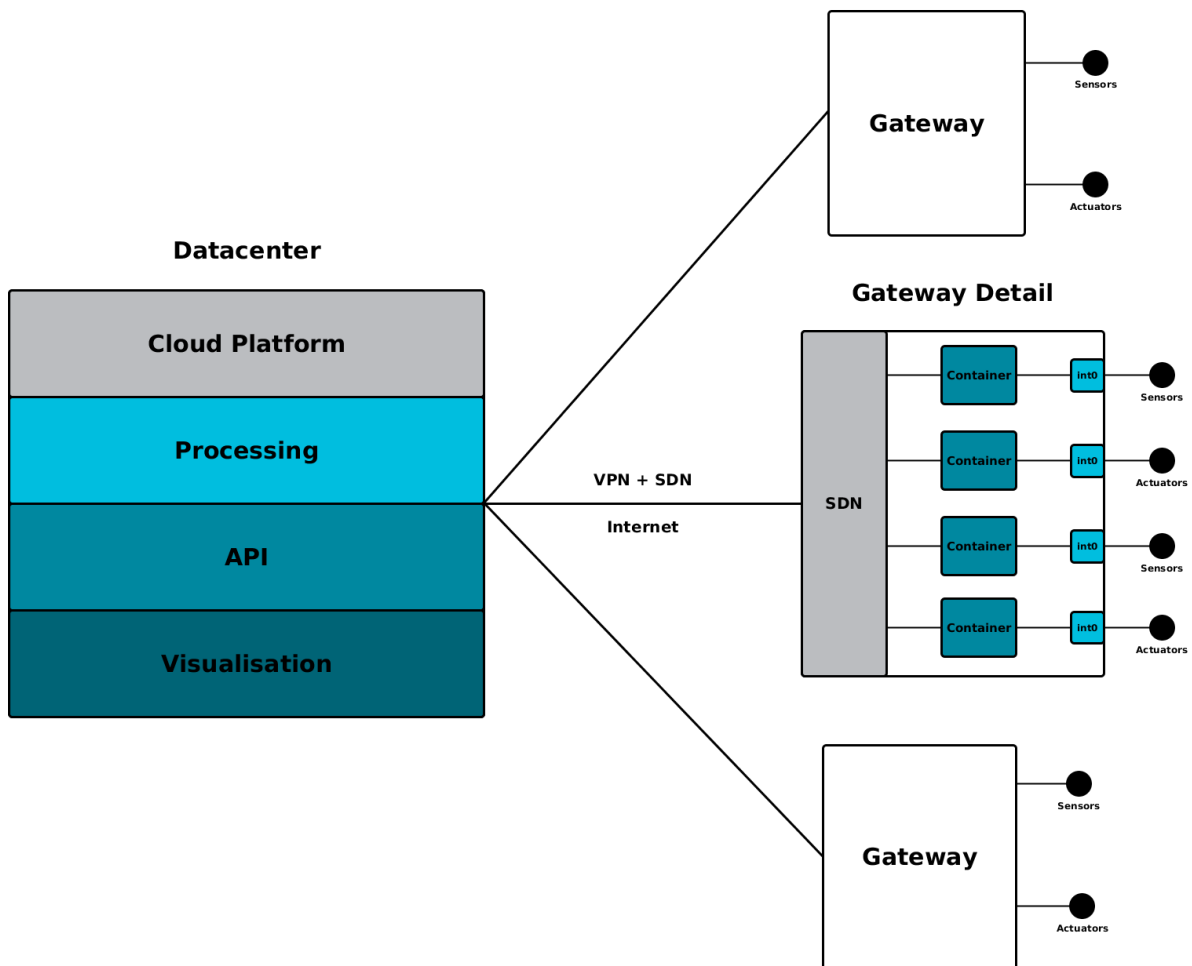 Datacenter
Cloud Platform
Processing
API
Visualisation
VPN + SDN
Internet
Gateway
Sensors
Actuators
Gateway Detail
SDN
Container
int0
Sensors
Container
int0
Actuators
Container
int0
Sensors
Container
int0
Actuators
Gateway
Sensors
Actuators